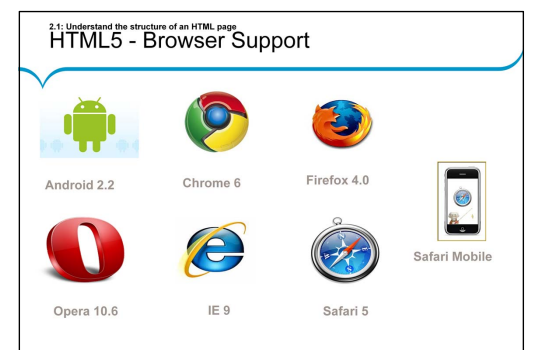 2.1: Understand the structure of an HTML page
HTML5 - Browser Support
Android 2.2
Chrome 6
Firefox 4.0
Safari Mobile
Opera 10.6
IE 9
Safari 5